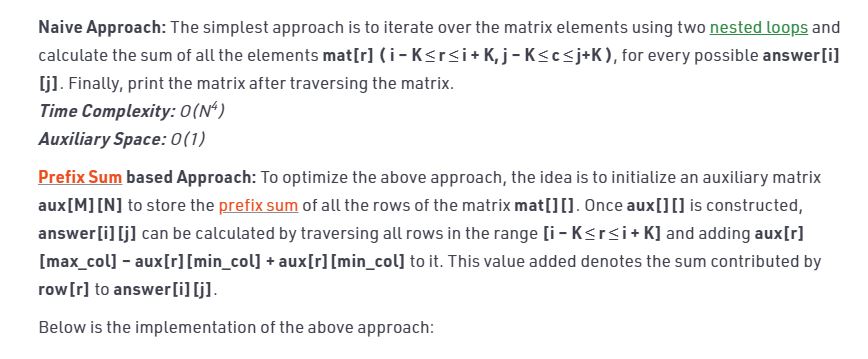 Naive Approach: The simplest approach is to iterate over the matrix elements using two nested loops and
calculate the sum of all the elements mat[r] ( i – K ≤ r ≤ i + K, j – K ≤ c ≤ j+K ), for every possible answer[i]
[j]. Finally, print the matrix after traversing the matrix.
Time Complexity: O(N⁴)
Auxiliary Space: O(1)
Prefix Sum based Approach: To optimize the above approach, the idea is to initialize an auxiliary matrix
aux[M][N] to store the prefix sum of all the rows of the matrix mat[][]. Once aux[][] is constructed,
answer[i][j] can be calculated by traversing all rows in the range [i – K ≤ r ≤ i + K] and adding aux[r]
[max_col] – aux[r][min_col] + aux[r][min_col] to it. This value added denotes the sum contributed by
row[r] to answer[i][j].
Below is the implementation of the above approach: